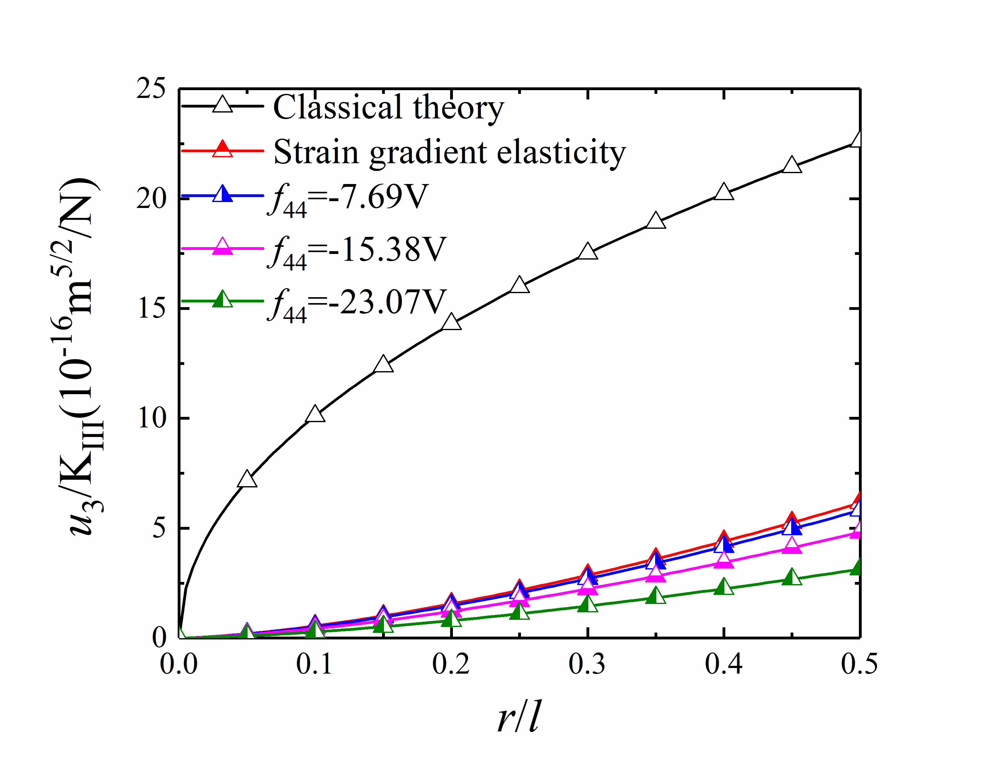 25
20
15
10
5
0
u3/KIII(10-16m5/2/N)
Classical theory
Strain gradient elasticity
f44=-7.69V
f44=-15.38V
f44=-23.07V
0.0 0.1 0.2 0.3 0.4 0.5
r/l